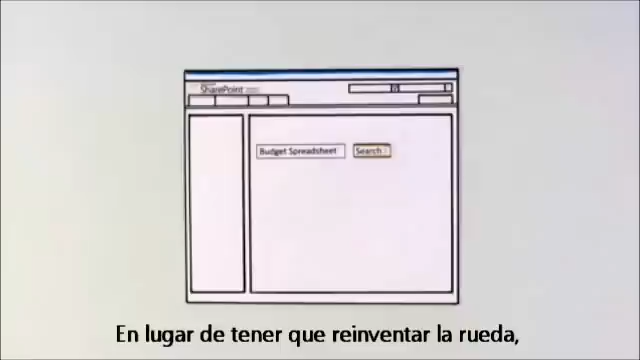 SharePoint
Budget Spreadsheet
Search
En lugar de tener que reinventar la rueda,